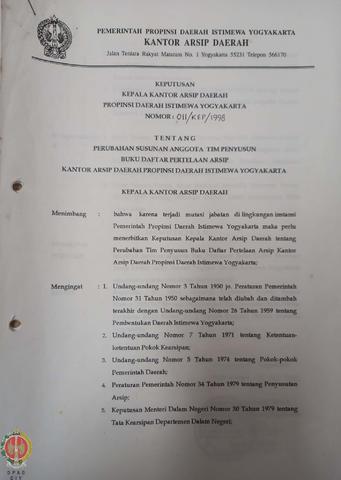 PEMERINTAH PROPINSI DAERAH ISTIMEWA YOGYAKARTA
KANTOR ARSIP DAERAH
Jalan Tentara Rakyat Mataram No. 1 Yogyakarta 55231 Telepon 566170
KEPUTUSAN
KEPALA KANTOR ARSIP DAERAH
PROPINSI DAERAH ISTIMEWA YOGYAKARTA
NOMOR : 011/KEP/1998
TENTANG
PERUBAHAN SUSUNAN ANGGOTA TIM PENYUSUN
BUKU DAFTAR PERTELAAN ARSIP
KANTOR ARSIP DAERAH PROPINSI DAERAH ISTIMEWA YOGYAKARTA
KEPALA KANTOR ARSIP DAERAH
Menimbang : bahwa karena terjadi mutasi jabatan di lingkungan instansi
Pemerintah Propinsi Daerah Istimewa Yogyakarta maka perlu
menerbitkan Keputusan Kepala Kantor Arsip Daerah tentang
Perubahan Tim Penyusun Buku Daftar Pertelaan Arsip Kantor
Arsip Daerah Propinsi Daerah Istimewa Yogyakarta;
Mengingat : 1. Undang-undang Nomor 3 Tahun 1950 jo. Peraturan Pemerintah
Nomor 31 Tahun 1950 sebagaimana telah diubah dan ditambah
terakhir dengan Undang-undang Nomor 26 Tahun 1959 tentang
Pembentukan Daerah Istimewa Yogyakarta;
2. Undang-undang Nomor 7 Tahun 1971 tentang Ketentuan-
ketentuan Pokok Kearsipan;
3. Undang-undang Nomor 5 Tahun 1974 tentang Pokok-pokok
Pemerintah Daerah;
4. Peraturan Pemerintah Nomor 34 Tahun 1979 tentang Penyusutan
Arsip;
5. Keputusan Menteri Dalam Negeri Nomor 30 Tahun 1979 tentang
Tata Kearsipan Departemen Dalam Negeri;
DPAD
DIY